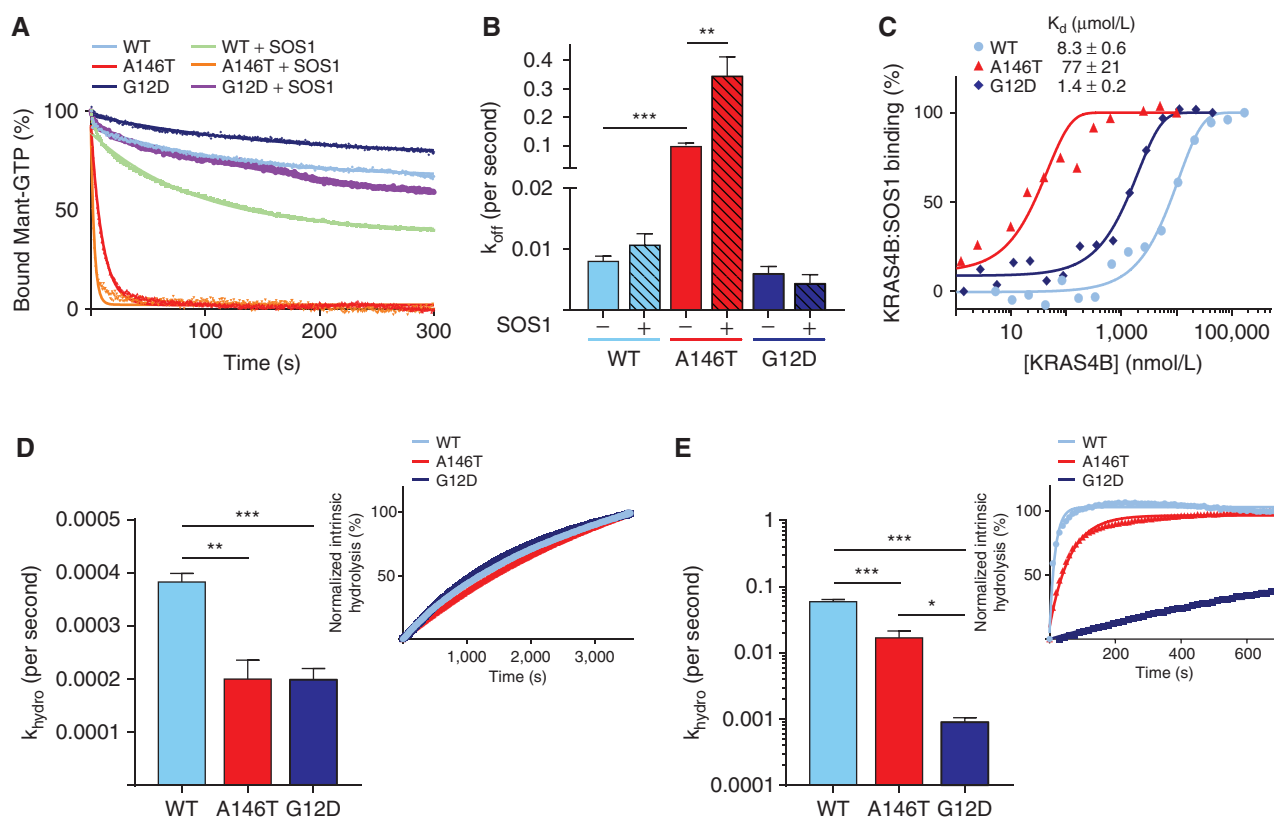 A
WT
A146T
G12D
WT + SOS1
A146T + SOS1
G12D + SOS1
Bound Mant-GTP (%)
100
50
0
100
200
300
Time (s)
B
k_off (per second)
0.4
0.3
0.2
0.1
0.02
0.01
***
**
SOS1
− + − + − +
WT A146T G12D
C
K_d (μmol/L)
WT 8.3 ± 0.6
A146T 77 ± 21
G12D 1.4 ± 0.2
KRAS4B:SOS1 binding (%)
100
50
0
10 1,000 100,000
[KRAS4B] (nmol/L)
D
k_hydro (per second)
0.0005
0.0004
0.0003
0.0002
0.0001
***
**
WT A146T G12D
WT
A146T
G12D
Normalized intrinsic
hydrolysis (%)
100
50
1,000 2,000 3,000
Time (s)
E
k_hydro (per second)
1
0.1
0.01
0.001
0.0001
***
***
*
WT A146T G12D
WT
A146T
G12D
Normalized intrinsic
hydrolysis (%)
100
50
200 400 600
Time (s)